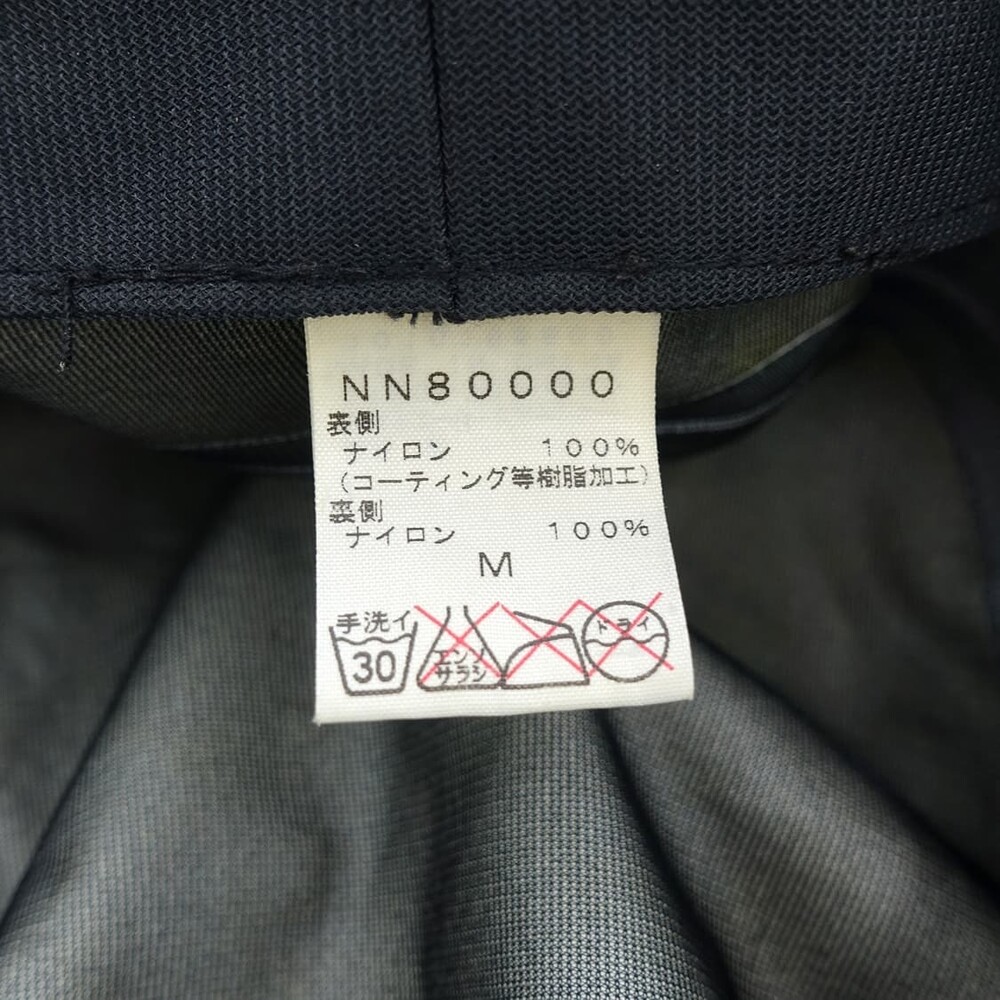 NN80000
表側
ナイロン 100%
(コーティング等樹脂加工)
裏側
ナイロン 100%
M
手洗イ
30
エンソ
サラシ
ドライ